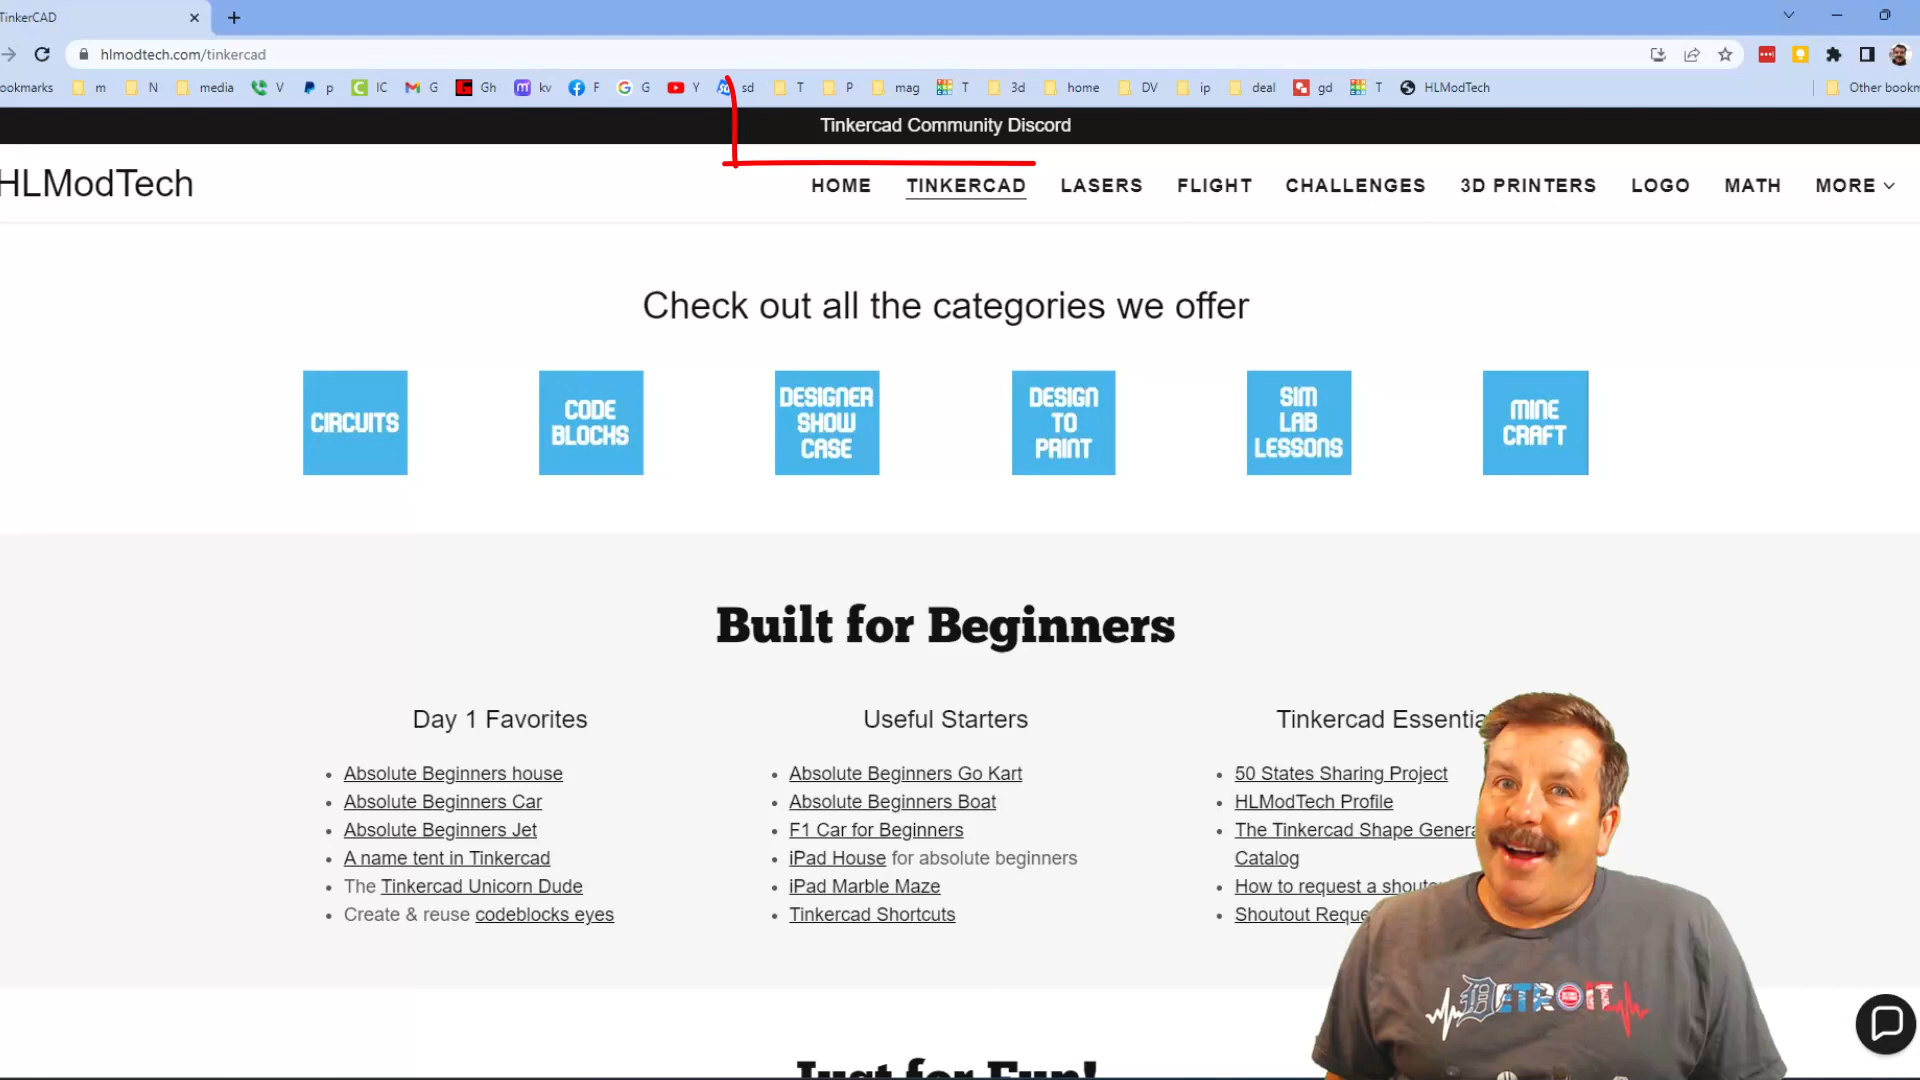 TinkerCAD
hlmodtech.com/tinkercad
ookmarks m N media V p IC G Gh kv F G Y sd T P mag T 3d home DV ip deal gd T HLModTech Other bookm
Tinkercad Community Discord
HLModTech
HOME TINKERCAD LASERS FLIGHT CHALLENGES 3D PRINTERS LOGO MATH MORE
Check out all the categories we offer
CIRCUITS
CODE
BLOCKS
DESIGNER
SHOW
CASE
DESIGN
TO
PRINT
SIM
LAB
LESSONS
MINE
CRAFT
Built for Beginners
Day 1 Favorites
Absolute Beginners house
Absolute Beginners Car
Absolute Beginners Jet
A name tent in Tinkercad
The Tinkercad Unicorn Dude
Create & reuse codeblocks eyes
Useful Starters
Absolute Beginners Go Kart
Absolute Beginners Boat
F1 Car for Beginners
iPad House for absolute beginners
iPad Marble Maze
Tinkercad Shortcuts
Tinkercad Essentia
50 States Sharing Project
HLModTech Profile
The Tinkercad Shape Genera
Catalog
How to request a shouto
Shoutout Reque
DETROIT
Just for Fun!